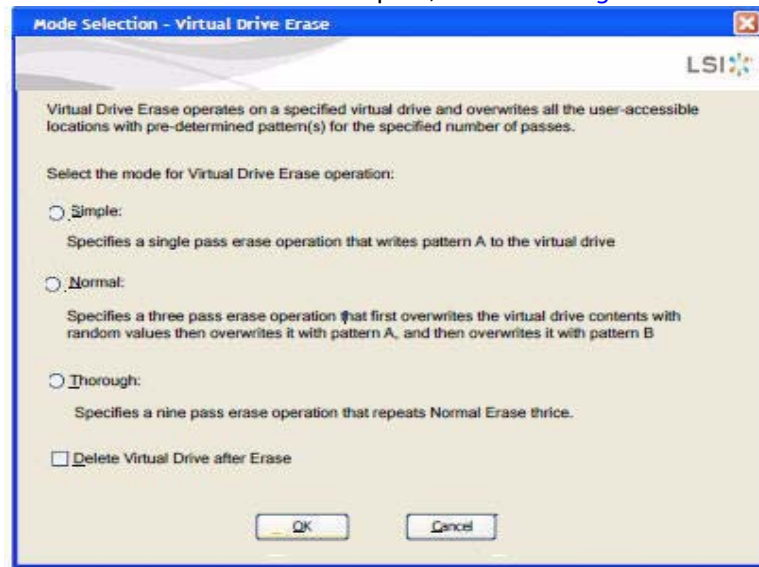 Mode Selection - Virtual Drive Erase
LSI
Virtual Drive Erase operates on a specified virtual drive and overwrites all the user-accessible
locations with pre-determined pattern(s) for the specified number of passes.
Select the mode for Virtual Drive Erase operation:
Simple:
Specifies a single pass erase operation that writes pattern A to the virtual drive
Normal:
Specifies a three pass erase operation that first overwrites the virtual drive contents with
random values then overwrites it with pattern A, and then overwrites it with pattern B
Thorough:
Specifies a nine pass erase operation that repeats Normal Erase thrice.
Delete Virtual Drive after Erase
OK
Cancel